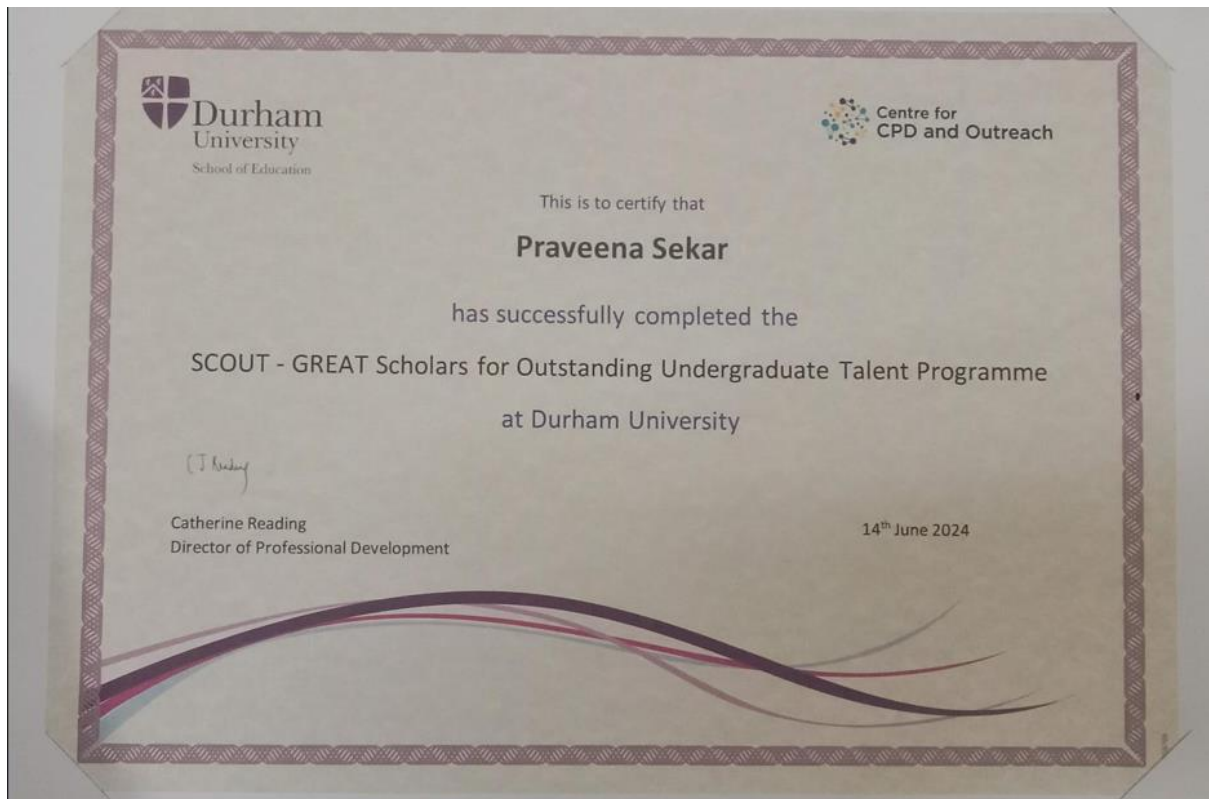 Durham
University
School of Education
Centre for
CPD and Outreach
This is to certify that
Praveena Sekar
has successfully completed the
SCOUT - GREAT Scholars for Outstanding Undergraduate Talent Programme
at Durham University
C J Reading
Catherine Reading
Director of Professional Development
14th June 2024